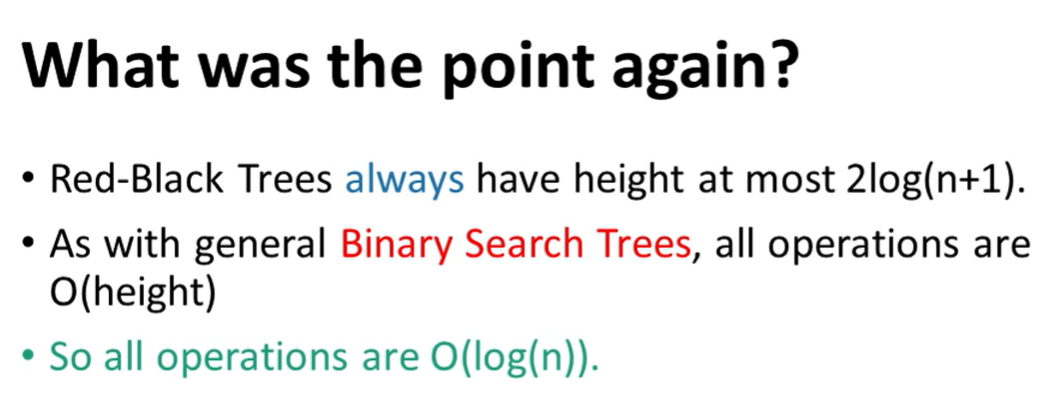 What was the point again?
• Red-Black Trees always have height at most 2log(n+1).
• As with general Binary Search Trees, all operations are
O(height)
• So all operations are O(log(n)).